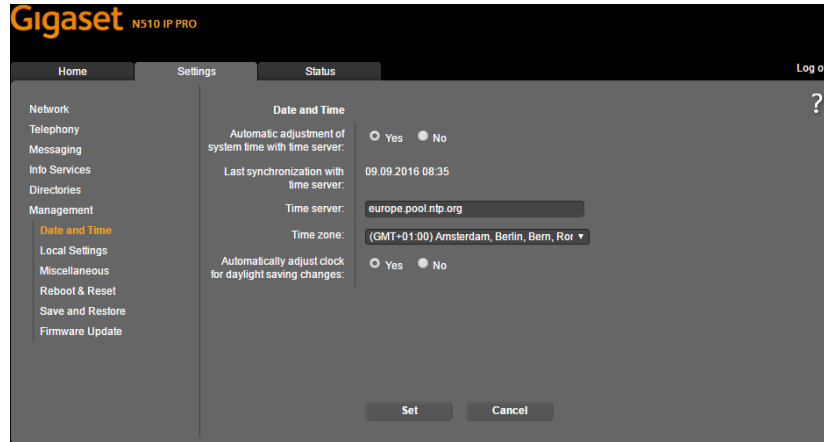 Gigaset N510 IP PRO
Home Settings Status Log o
?
Network
Telephony
Messaging
Info Services
Directories
Management
Date and Time
Local Settings
Miscellaneous
Reboot & Reset
Save and Restore
Firmware Update
Date and Time
Automatic adjustment of
system time with time server: Yes No
Last synchronization with
time server: 09.09.2016 08:35
Time server: europe.pool.ntp.org
Time zone: (GMT+01:00) Amsterdam, Berlin, Bern, Ror
Automatically adjust clock
for daylight saving changes: Yes No
Set Cancel